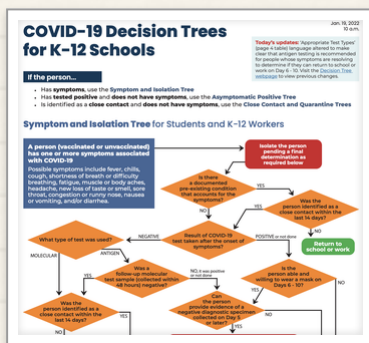 COVID-19 Decision Trees
for K-12 Schools
Jan. 19, 2022
10 a.m.
Today's updates: 'Appropriate Test Types'
(page 4 table) language altered to make
clear that antigen testing is recommended
for people whose symptoms are resolving
to determine if they can return to school or
work on Day 6 - 10. Visit the Decision Tree
webpage to view previous changes.
If the person...
• Has symptoms, use the Symptom and Isolation Tree
• Has tested positive and does not have symptoms, use the Asymptomatic Positive Tree
• Is identified as a close contact and does not have symptoms, use the Close Contact and Quarantine Trees
Symptom and Isolation Tree for Students and K-12 Workers
A person (vaccinated or unvaccinated)
has one or more symptoms associated
with COVID-19
Possible symptoms include fever, chills,
cough, shortness of breath or difficulty
breathing, fatigue, muscle or body aches,
headache, new loss of taste or smell, sore
throat, congestion or runny nose, nausea
or vomiting, and/or diarrhea.
Isolate the person
pending a final
determination as
required below
Is there
a documented
pre-existing condition
that accounts for the
symptoms?
YES
NO
Was the
person identified as a
close contact within the
last 14 days?
YES
NO
Return to
school or work
Result of COVID-19
test taken after the onset of
symptoms?
NEGATIVE
POSITIVE or not done
What type of test was used?
MOLECULAR
ANTIGEN
Was a
follow-up molecular
test sample (collected within
48 hours) negative?
YES
NO, it was positive
or not done
Is the
person able and
willing to wear a mask on
Days 6 - 10?
YES
NO
Was the
person identified as a
close contact within the
last 14 days?
NO
YES
Can
the person
provide evidence of a
negative diagnostic specimen
collected on Day 5
or later?
YES
NO